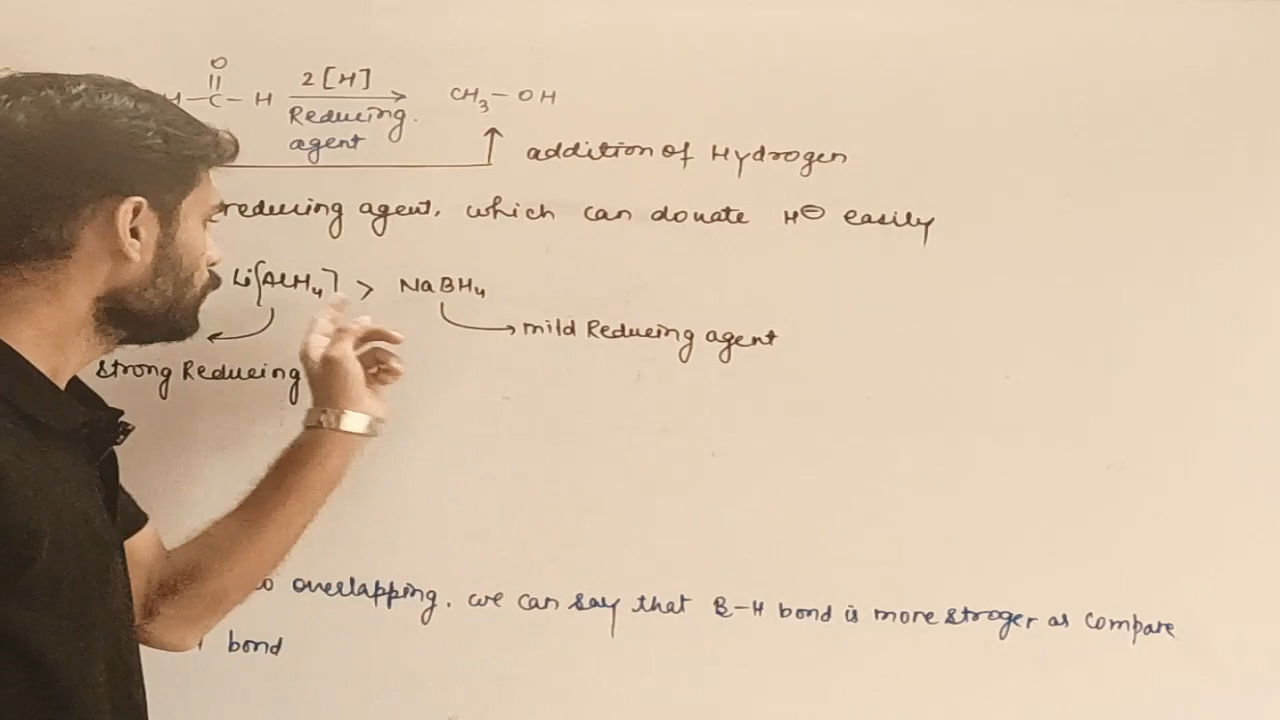 O
||
H–C–H 2[H] CH3–OH
Reducing.
agent
addition of Hydrogen
reducing agent, which can donate H⊖ easily
Li[AlH4] > NaBH4
mild Reducing agent
Strong Reducing
overlapping. we can say that B–H bond is more stroger as compare
bond